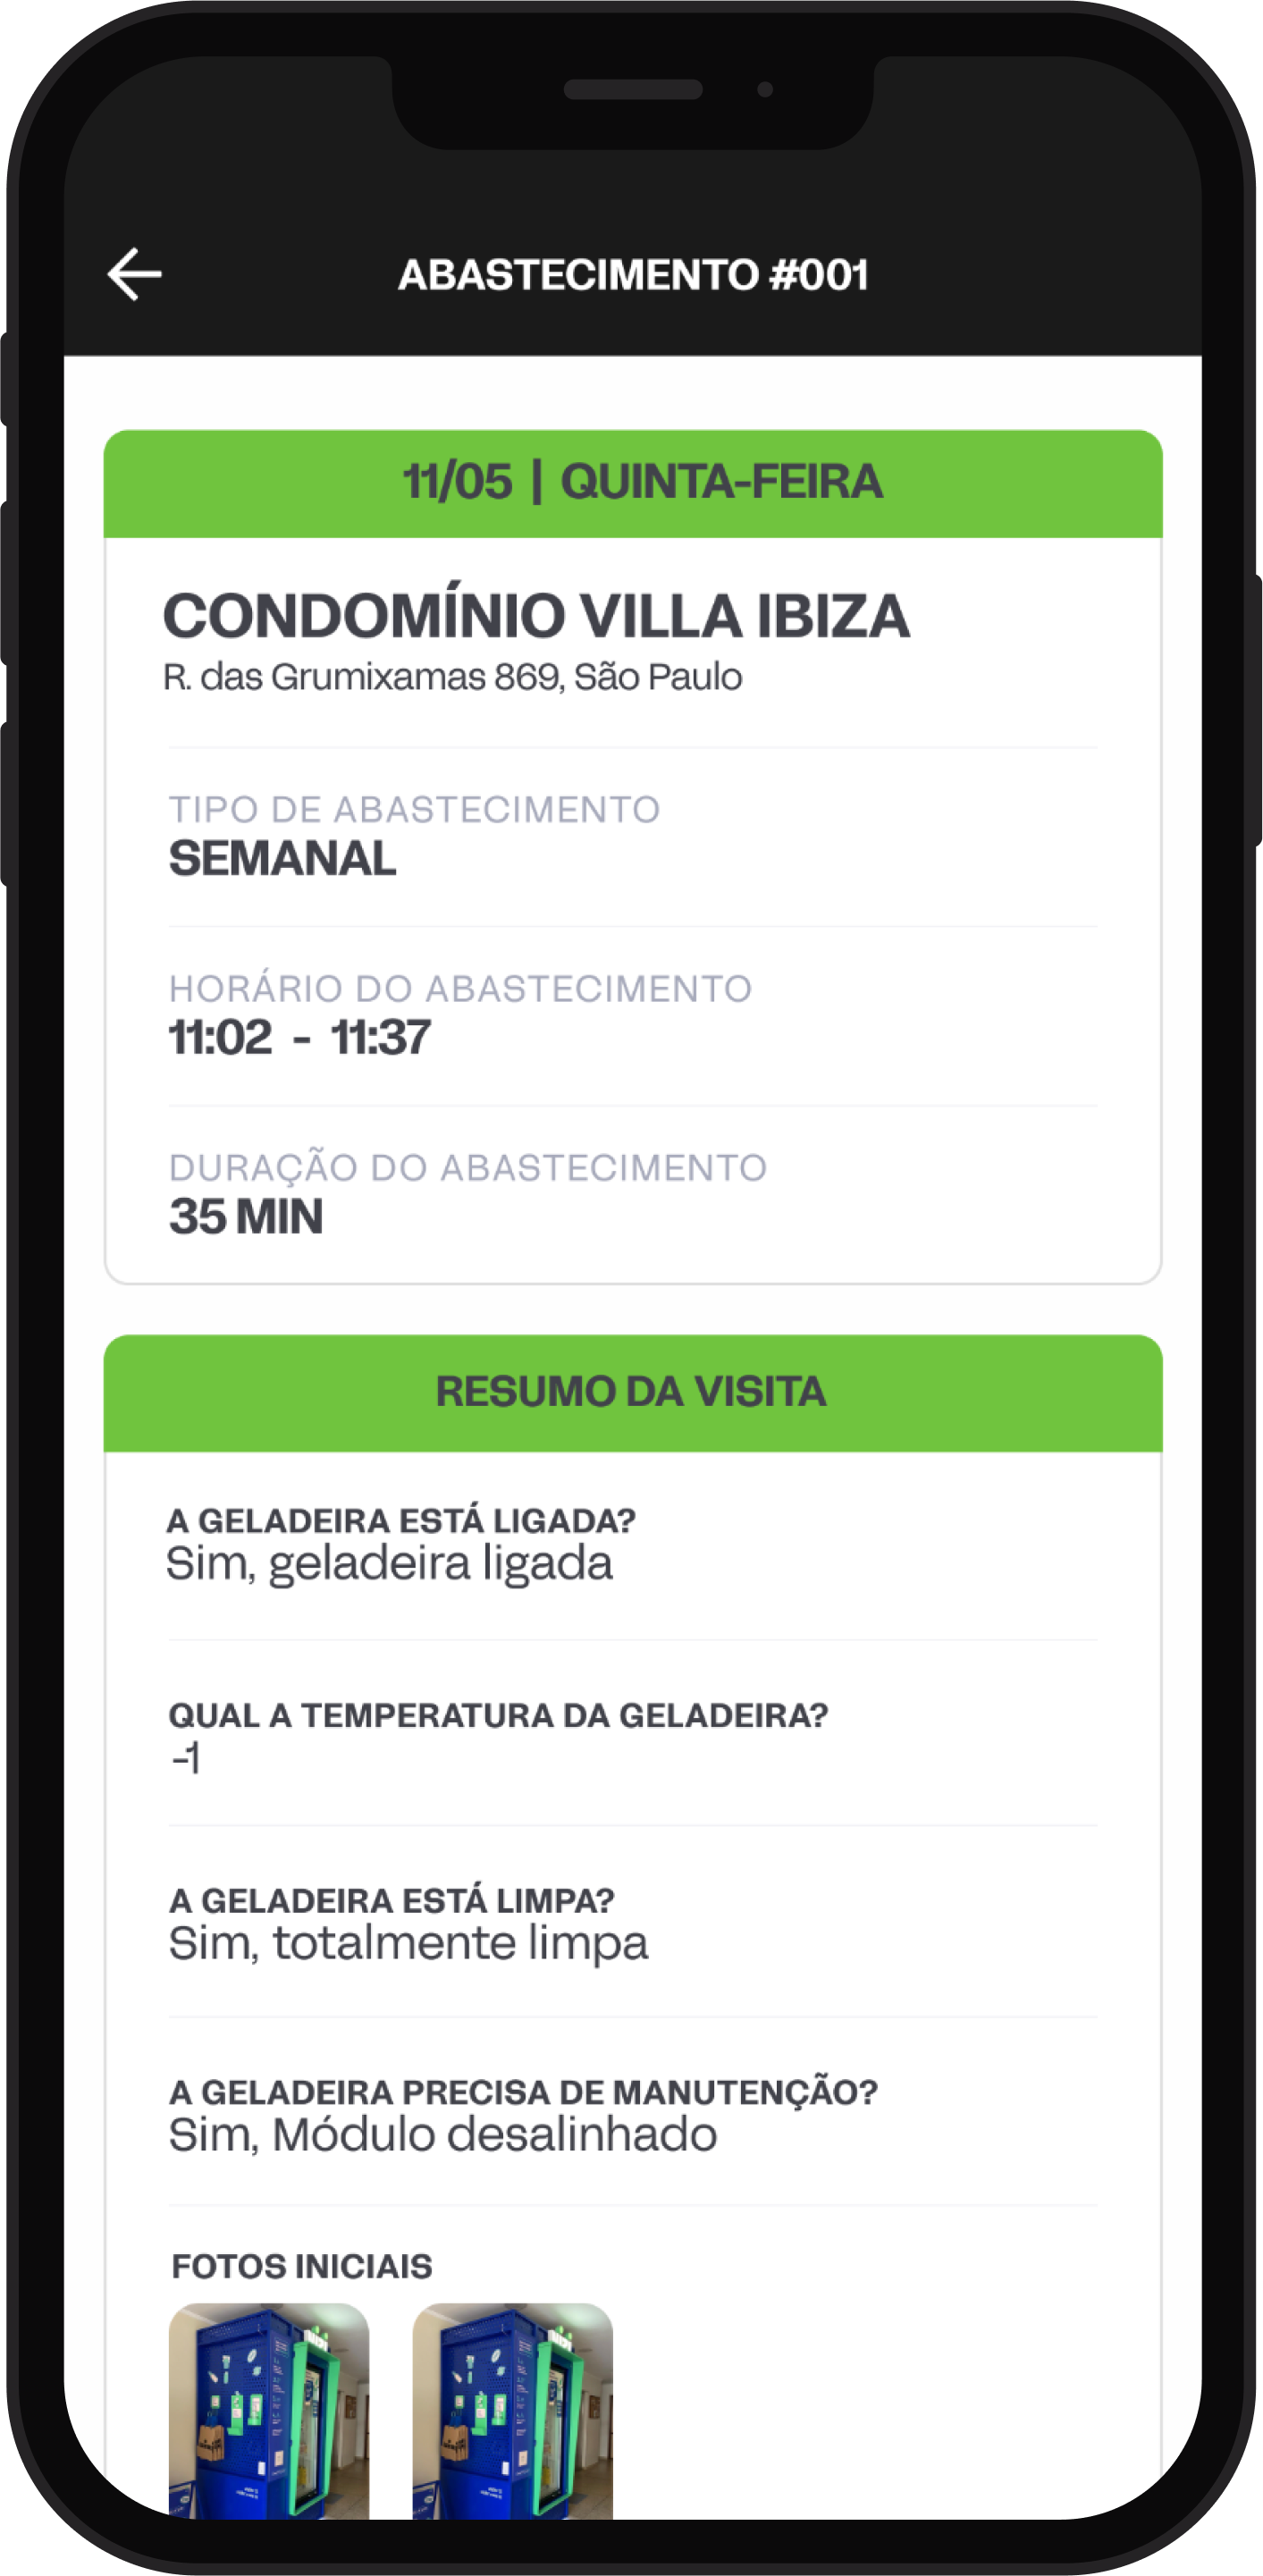 ABASTECIMENTO #001
11/05 | QUINTA-FEIRA
CONDOMÍNIO VILLA IBIZA
R. das Grumixamas 869, São Paulo
TIPO DE ABASTECIMENTO
SEMANAL
HORÁRIO DO ABASTECIMENTO
11:02 - 11:37
DURAÇÃO DO ABASTECIMENTO
35 MIN
RESUMO DA VISITA
A GELADEIRA ESTÁ LIGADA?
Sim, geladeira ligada
QUAL A TEMPERATURA DA GELADEIRA?
-1
A GELADEIRA ESTÁ LIMPA?
Sim, totalmente limpa
A GELADEIRA PRECISA DE MANUTENÇÃO?
Sim, Módulo desalinhado
FOTOS INICIAIS